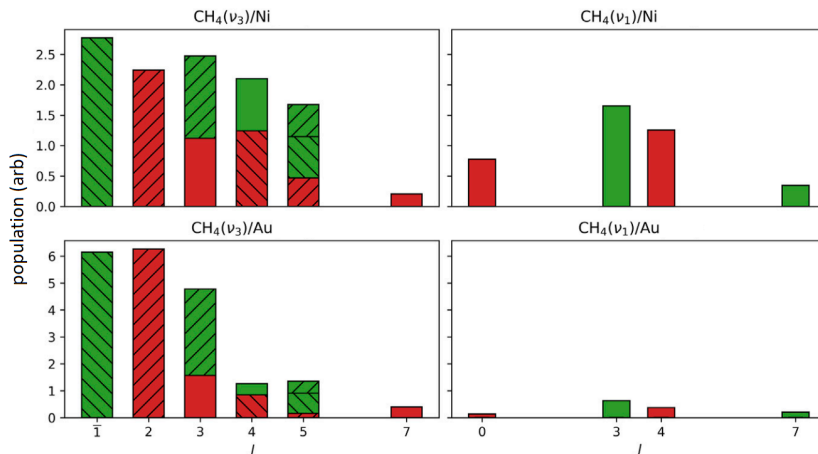 CH₄(ν₃)/Ni
CH₄(ν₁)/Ni
2.5
2.0
1.5
1.0
0.5
0.0
CH₄(ν₃)/Au
CH₄(ν₁)/Au
population (arb)
6
5
4
3
2
1
0
1̅ 2 3 4 5 7
0 3 4 7
J
J